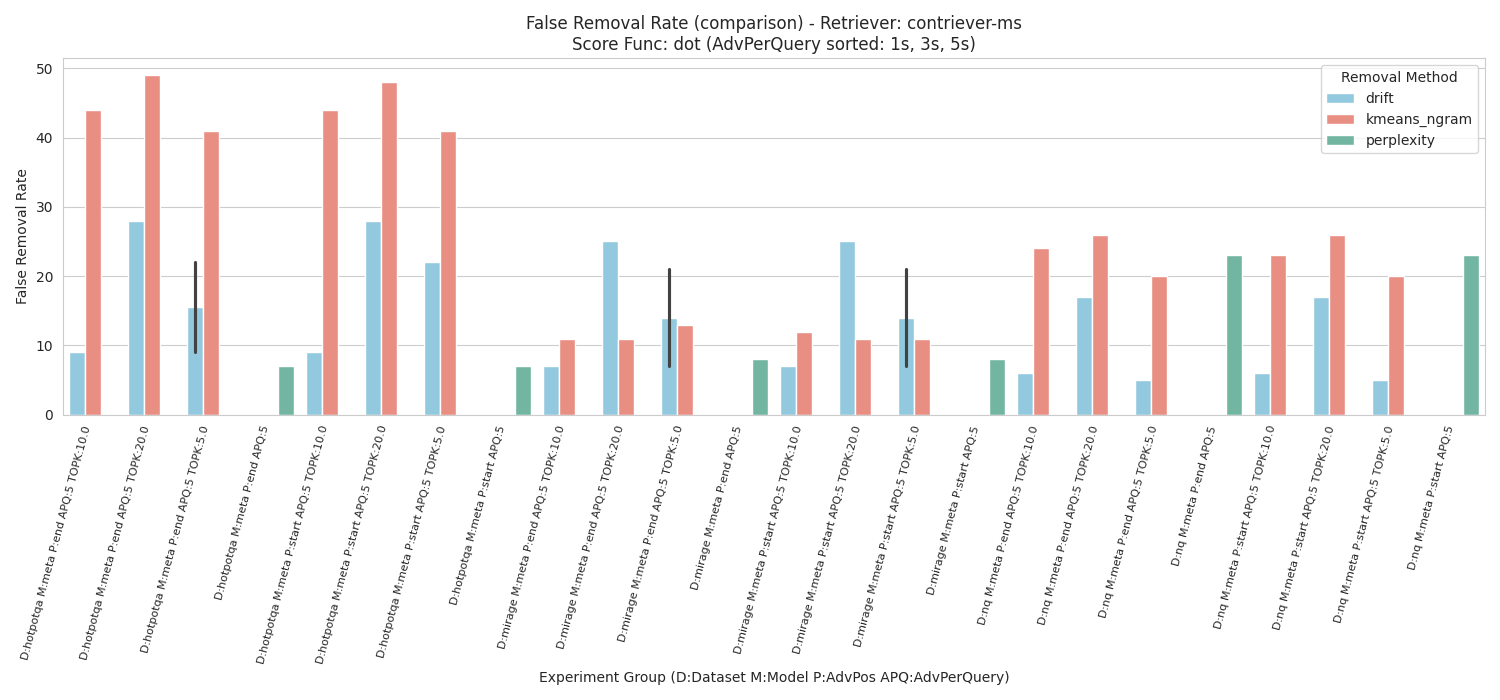 False Removal Rate (comparison) - Retriever: contriever-ms
Score Func: dot (AdvPerQuery sorted: 1s, 3s, 5s)
Removal Method
drift
kmeans_ngram
perplexity
False Removal Rate
50
40
30
20
10
0
D:hotpotqa M:meta P:end APQ:5 TOPK:10.0
D:hotpotqa M:meta P:end APQ:5 TOPK:20.0
D:hotpotqa M:meta P:end APQ:5 TOPK:5.0
D:hotpotqa M:meta P:end APQ:5
D:hotpotqa M:meta P:start APQ:5 TOPK:10.0
D:hotpotqa M:meta P:start APQ:5 TOPK:20.0
D:hotpotqa M:meta P:start APQ:5 TOPK:5.0
D:hotpotqa M:meta P:start APQ:5
D:mirage M:meta P:end APQ:5 TOPK:10.0
D:mirage M:meta P:end APQ:5 TOPK:20.0
D:mirage M:meta P:end APQ:5 TOPK:5.0
D:mirage M:meta P:end APQ:5
D:mirage M:meta P:start APQ:5 TOPK:10.0
D:mirage M:meta P:start APQ:5 TOPK:20.0
D:mirage M:meta P:start APQ:5 TOPK:5.0
D:mirage M:meta P:start APQ:5
D:nq M:meta P:end APQ:5 TOPK:10.0
D:nq M:meta P:end APQ:5 TOPK:20.0
D:nq M:meta P:end APQ:5 TOPK:5.0
D:nq M:meta P:end APQ:5
D:nq M:meta P:start APQ:5 TOPK:10.0
D:nq M:meta P:start APQ:5 TOPK:20.0
D:nq M:meta P:start APQ:5 TOPK:5.0
D:nq M:meta P:start APQ:5
Experiment Group (D:Dataset M:Model P:AdvPos APQ:AdvPerQuery)